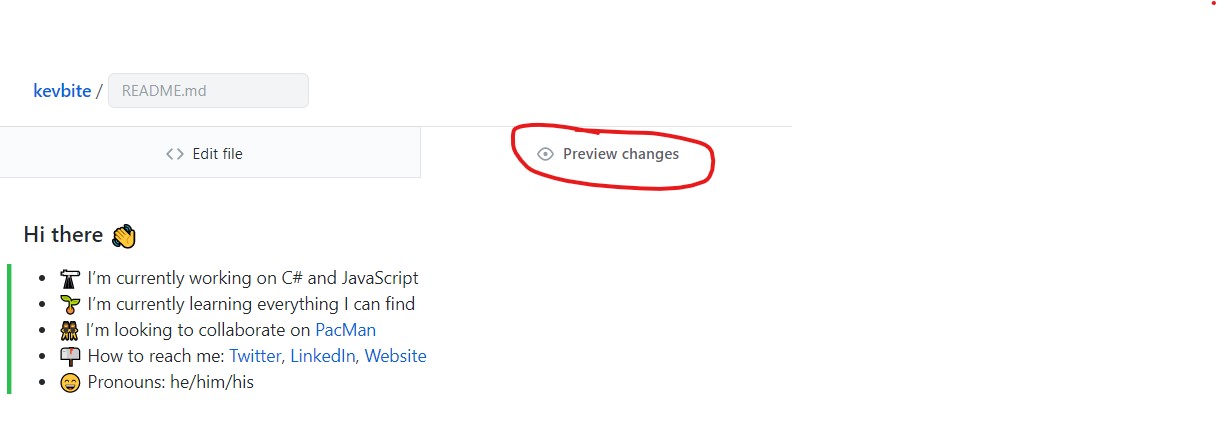 kevbite / README.md
<> Edit file Preview changes
Hi there 👋
• 🔭 I’m currently working on C# and JavaScript
• 🌱 I’m currently learning everything I can find
• 👯 I’m looking to collaborate on PacMan
• 📫 How to reach me: Twitter, LinkedIn, Website
• 😄 Pronouns: he/him/his